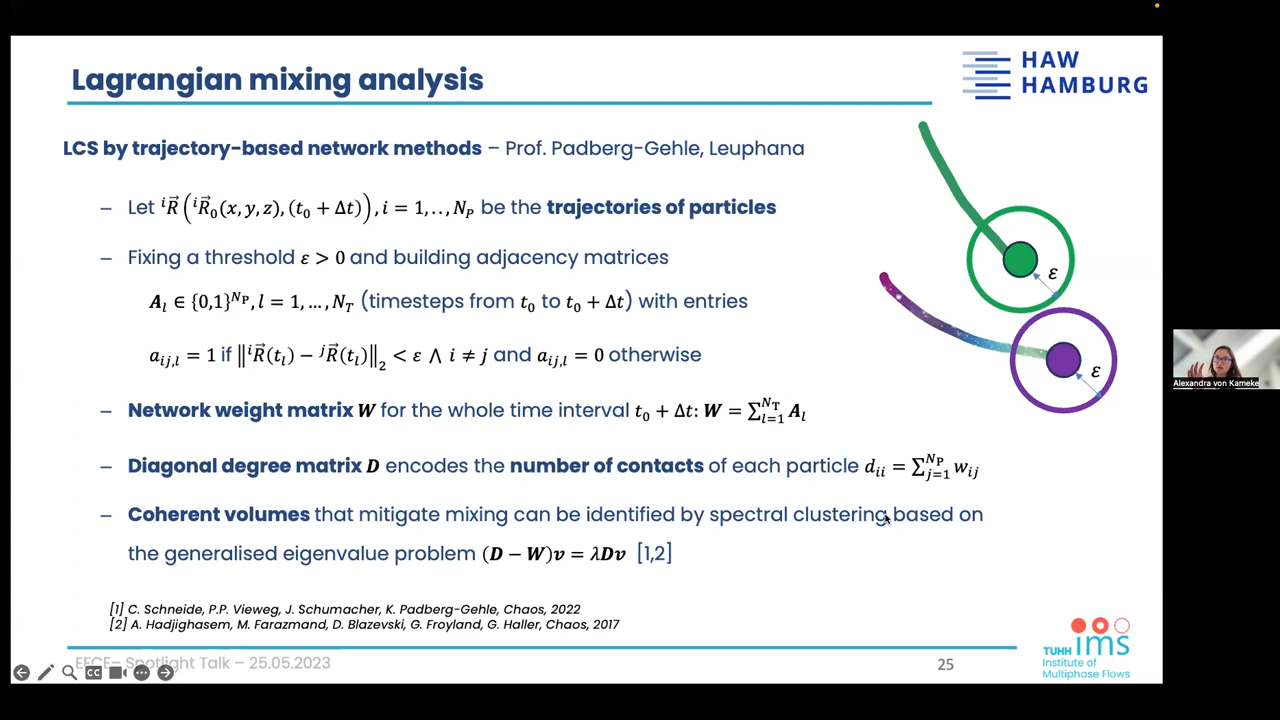 Lagrangian mixing analysis
HAW
HAMBURG
LCS by trajectory-based network methods – Prof. Padberg-Gehle, Leuphana
– Let ⁱR⃗ (ⁱR⃗₀(x, y, z), (t₀ + Δt)), i = 1, . . , N_P be the trajectories of particles
– Fixing a threshold ε > 0 and building adjacency matrices
A_l ∈ {0,1}^{N_P}, l = 1, … , N_T (timesteps from t₀ to t₀ + Δt) with entries
a_{ij,l} = 1 if ‖ⁱR⃗(t_l) − ʲR⃗(t_l)‖₂ < ε ∧ i ≠ j and a_{ij,l} = 0 otherwise
– Network weight matrix W for the whole time interval t₀ + Δt: W = ∑_{l=1}^{N_T} A_l
– Diagonal degree matrix D encodes the number of contacts of each particle d_{ii} = ∑_{j=1}^{N_P} w_{ij}
– Coherent volumes that mitigate mixing can be identified by spectral clustering based on
the generalised eigenvalue problem (D − W)v = λDv [1,2]
ε
ε
Alexandra von Kameke
[1] C. Schneide, P.P. Vieweg, J. Schumacher, K. Padberg-Gehle, Chaos, 2022
[2] A. Hadjighasem, M. Farazmand, D. Blazevski, G. Froyland, G. Haller, Chaos, 2017
EFCE– Spotlight Talk – 25.05.2023
25
CC
TUHH ims
Institute of
Multiphase Flows